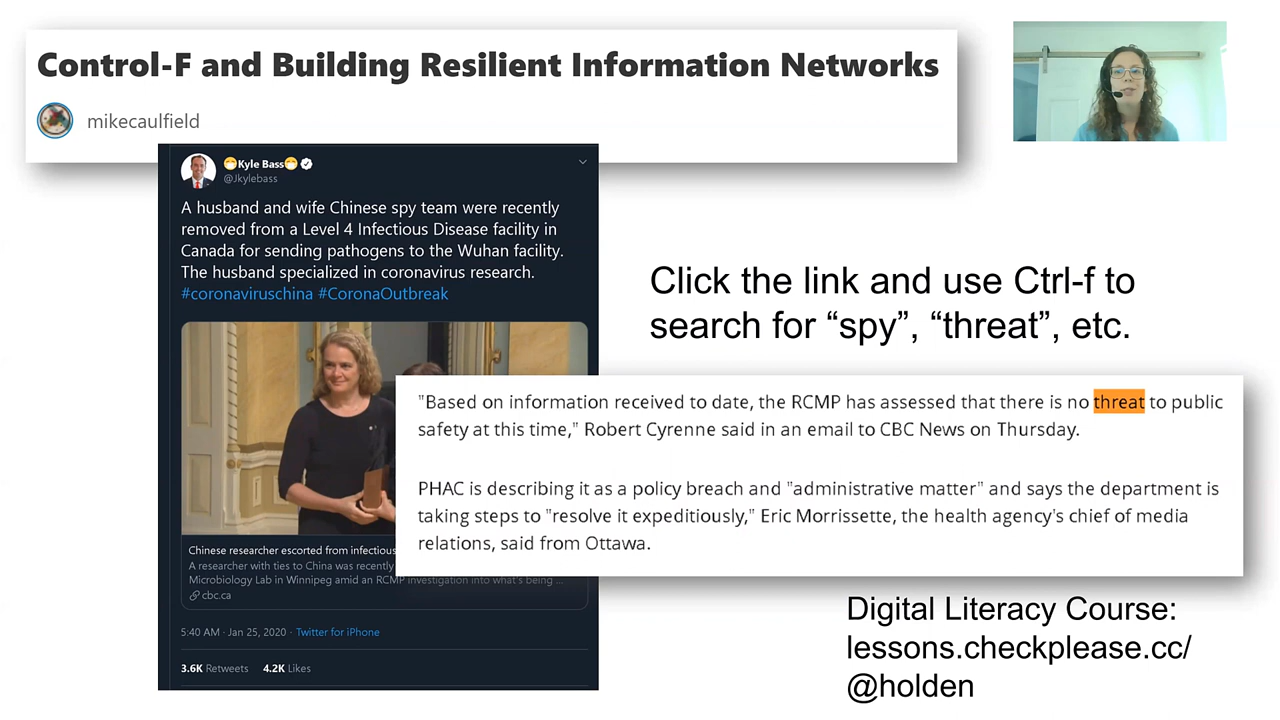 Control-F and Building Resilient Information Networks
mikecaulfield
Kyle Bass
@Jkylebass
A husband and wife Chinese spy team were recently
removed from a Level 4 Infectious Disease facility in
Canada for sending pathogens to the Wuhan facility.
The husband specialized in coronavirus research.
#coronaviruschina #CoronaOutbreak
Click the link and use Ctrl-f to
search for “spy”, “threat”, etc.
"Based on information received to date, the RCMP has assessed that there is no threat to public
safety at this time," Robert Cyrenne said in an email to CBC News on Thursday.
PHAC is describing it as a policy breach and "administrative matter" and says the department is
taking steps to "resolve it expeditiously," Eric Morrissette, the health agency's chief of media
relations, said from Ottawa.
Chinese researcher escorted from infectious
A researcher with ties to China was recently
Microbiology Lab in Winnipeg amid an RCMP investigation into what's being ...
cbc.ca
5:40 AM · Jan 25, 2020 · Twitter for iPhone
3.6K Retweets 4.2K Likes
Digital Literacy Course:
lessons.checkplease.cc/
@holden